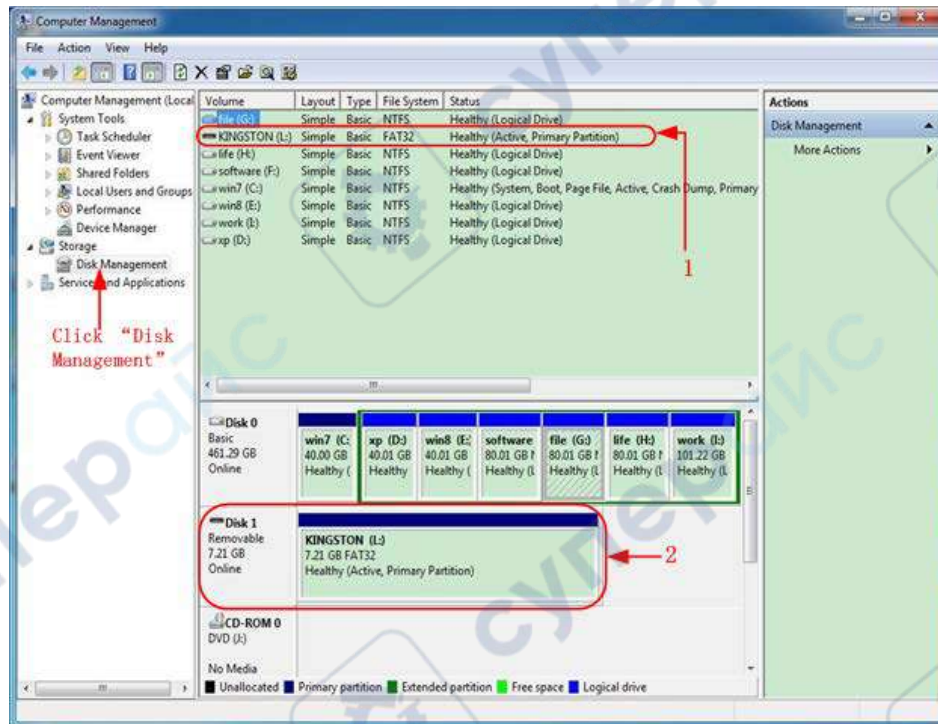 Computer Management
File Action View Help
Computer Management (Local
System Tools
Task Scheduler
Event Viewer
Shared Folders
Local Users and Groups
Performance
Device Manager
Storage
Disk Management
Services and Applications
Click “Disk
Management”
Volume Layout Type File System Status
file (G:) Simple Basic NTFS Healthy (Logical Drive)
KINGSTON (L:) Simple Basic FAT32 Healthy (Active, Primary Partition)
life (H:) Simple Basic NTFS Healthy (Logical Drive)
software (F:) Simple Basic NTFS Healthy (Logical Drive)
win7 (C:) Simple Basic NTFS Healthy (System, Boot, Page File, Active, Crash Dump, Primary
win8 (E:) Simple Basic NTFS Healthy (Logical Drive)
work (I:) Simple Basic NTFS Healthy (Logical Drive)
xp (D:) Simple Basic NTFS Healthy (Logical Drive)
1
Actions
Disk Management
More Actions
Disk 0
Basic
461.29 GB
Online
win7 (C: xp (D:) win8 (E: software file (G:) life (H:) work (I:)
40.00 GB 40.01 GB 40.01 GB 80.01 GB 80.01 GB 80.01 GB 101.22 GB
Healthy ( Healthy Healthy ( Healthy (L Healthy (L Healthy (L Healthy (L
Disk 1
Removable
7.21 GB
Online
KINGSTON (L:)
7.21 GB FAT32
Healthy (Active, Primary Partition)
2
CD-ROM 0
DVD (J:)
No Media
Unallocated Primary partition Extended partition Free space Logical drive
суперайс
суперайс